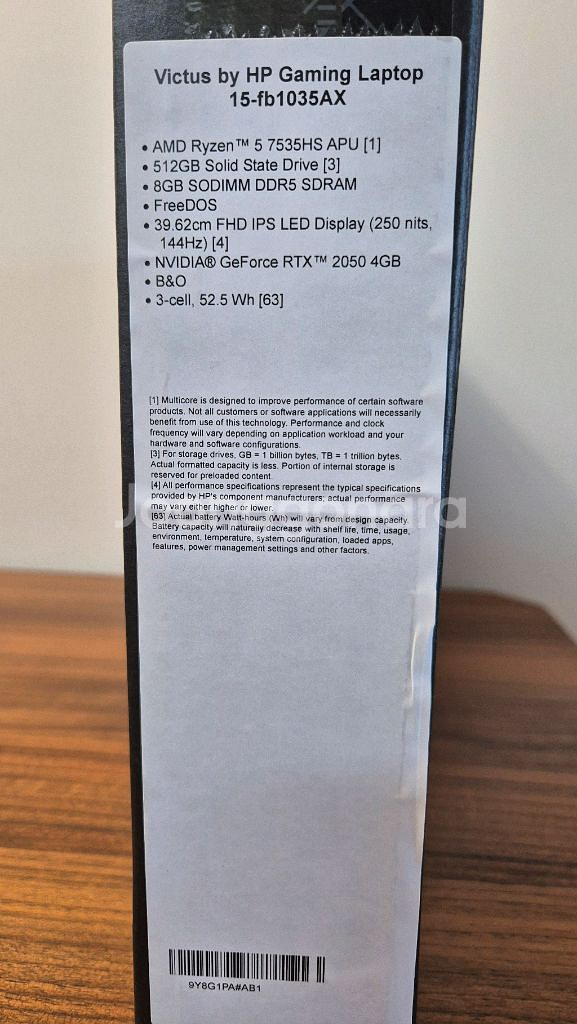 Victus by HP Gaming Laptop
15-fb1035AX
• AMD Ryzen™ 5 7535HS APU [1]
• 512GB Solid State Drive [3]
• 8GB SODIMM DDR5 SDRAM
• FreeDOS
• 39.62cm FHD IPS LED Display (250 nits,
144Hz) [4]
• NVIDIA® GeForce RTX™ 2050 4GB
• B&O
• 3-cell, 52.5 Wh [63]
[1] Multicore is designed to improve performance of certain software
products. Not all customers or software applications will necessarily
benefit from use of this technology. Performance and clock
frequency will vary depending on application workload and your
hardware and software configurations.
[3] For storage drives, GB = 1 billion bytes, TB = 1 trillion bytes.
Actual formatted capacity is less. Portion of internal storage is
reserved for preloaded content.
[4] All performance specifications represent the typical specifications
provided by HP's component manufacturers; actual performance
may vary either higher or lower.
[63] Actual battery Watt-hours (Wh) will vary from design capacity.
Battery capacity will naturally decrease with shelf life, time, usage,
environment, temperature, system configuration, loaded apps,
features, power management settings and other factors.
9Y8G1PA#AB1